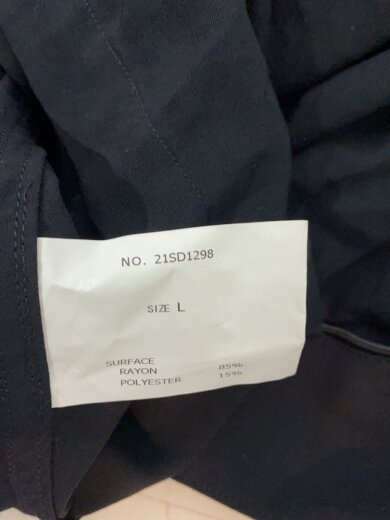 NO. 21SD1298
SIZE L
SURFACE
RAYON 85%
POLYESTER 15%